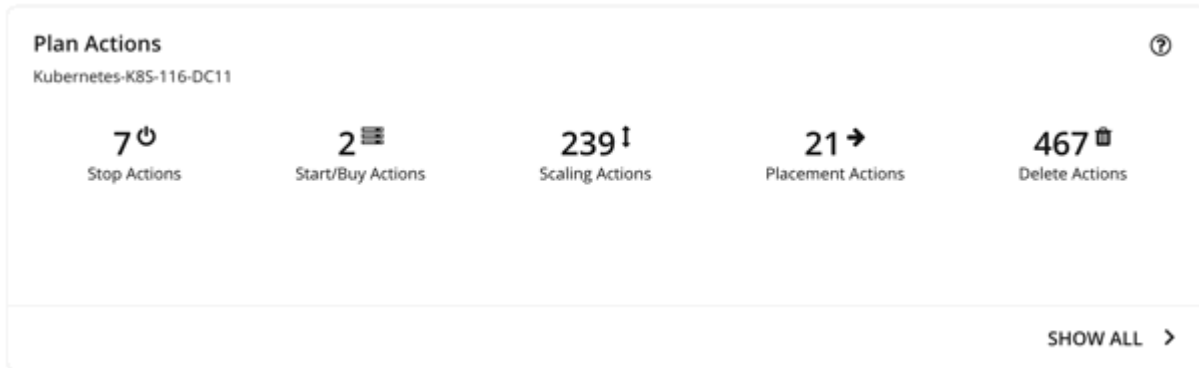 Plan Actions
Kubernetes-K8S-116-DC11
7 2 239 21 467
Stop Actions Start/Buy Actions Scaling Actions Placement Actions Delete Actions
SHOW ALL